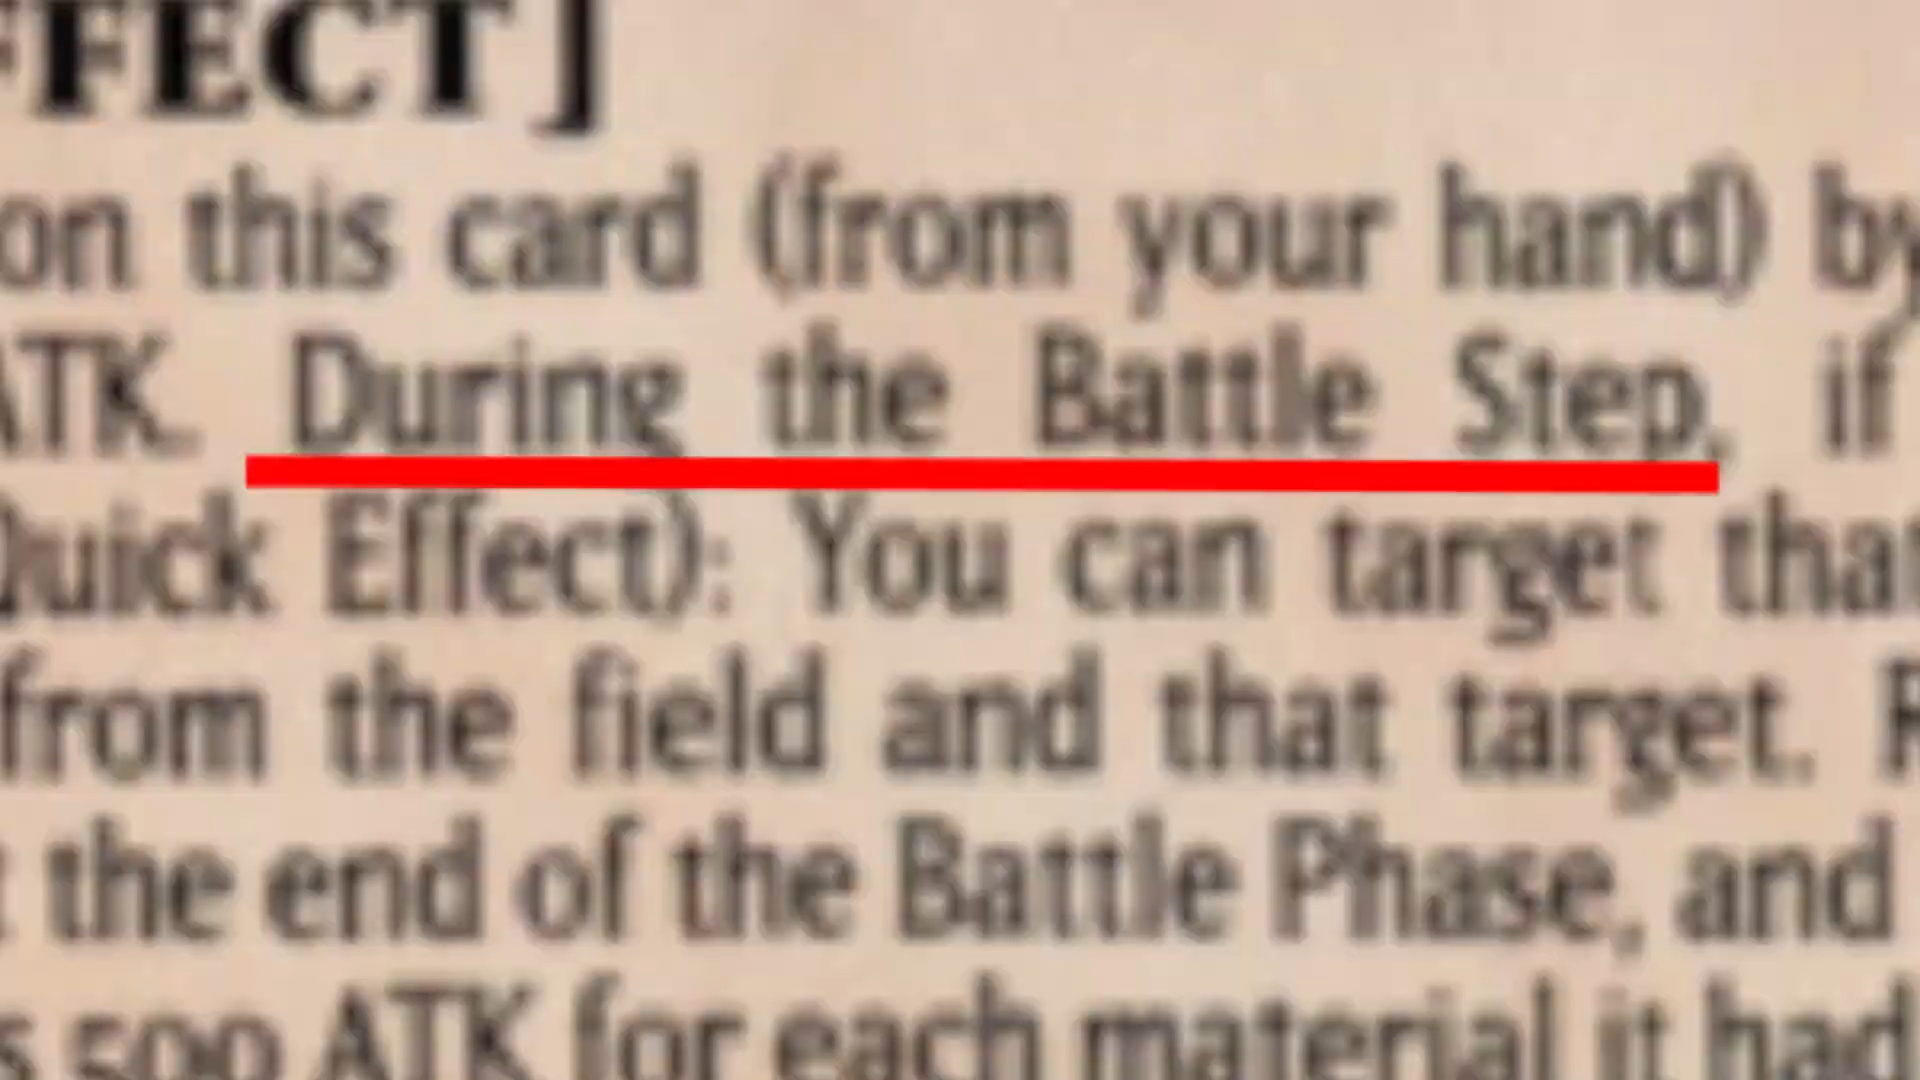 FFECT]
on this card (from your hand) by
ATK. During the Battle Step, if
Quick Effect): You can target that
from the field and that target. R
t the end of the Battle Phase, and
s 500 ATK for each material it had